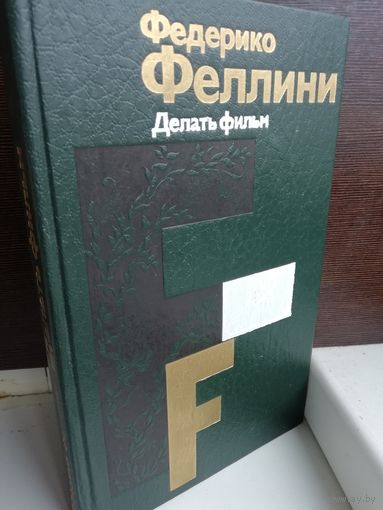 Федерико
Феллини
Делать фильм
F